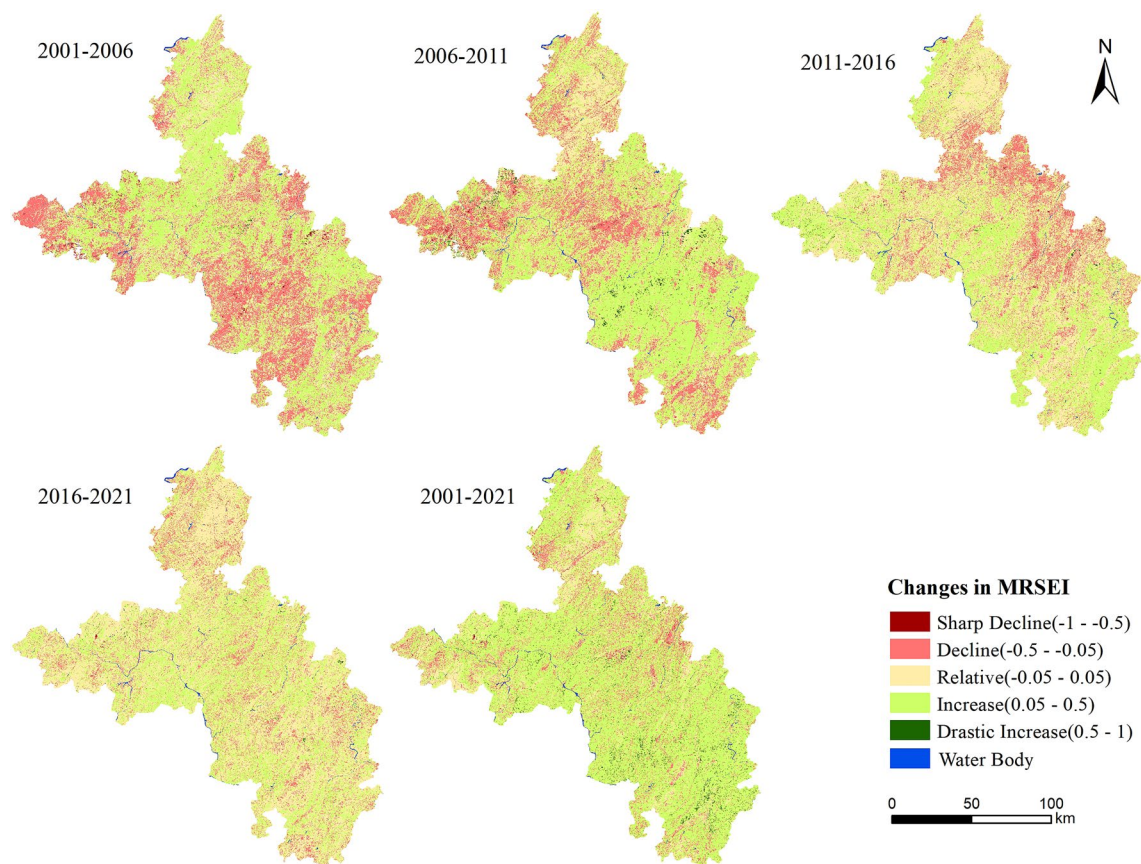 2001-2006
2006-2011
2011-2016
N
2016-2021
2001-2021
Changes in MRSEI
Sharp Decline(-1 - -0.5)
Decline(-0.5 - -0.05)
Relative(-0.05 - 0.05)
Increase(0.05 - 0.5)
Drastic Increase(0.5 - 1)
Water Body
0 50 100
km